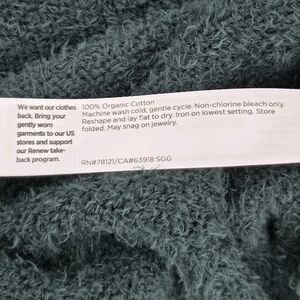 We want our clothes
back. Bring your
gently worn
garments to our US
stores and support
our Renew take-
back program.
100% Organic Cotton
Machine wash cold, gentle cycle. Non-chlorine bleach only.
Reshape and lay flat to dry. Iron on lowest setting. Store
folded. May snag on jewelry.
RN#78121/CA#63918 SGG